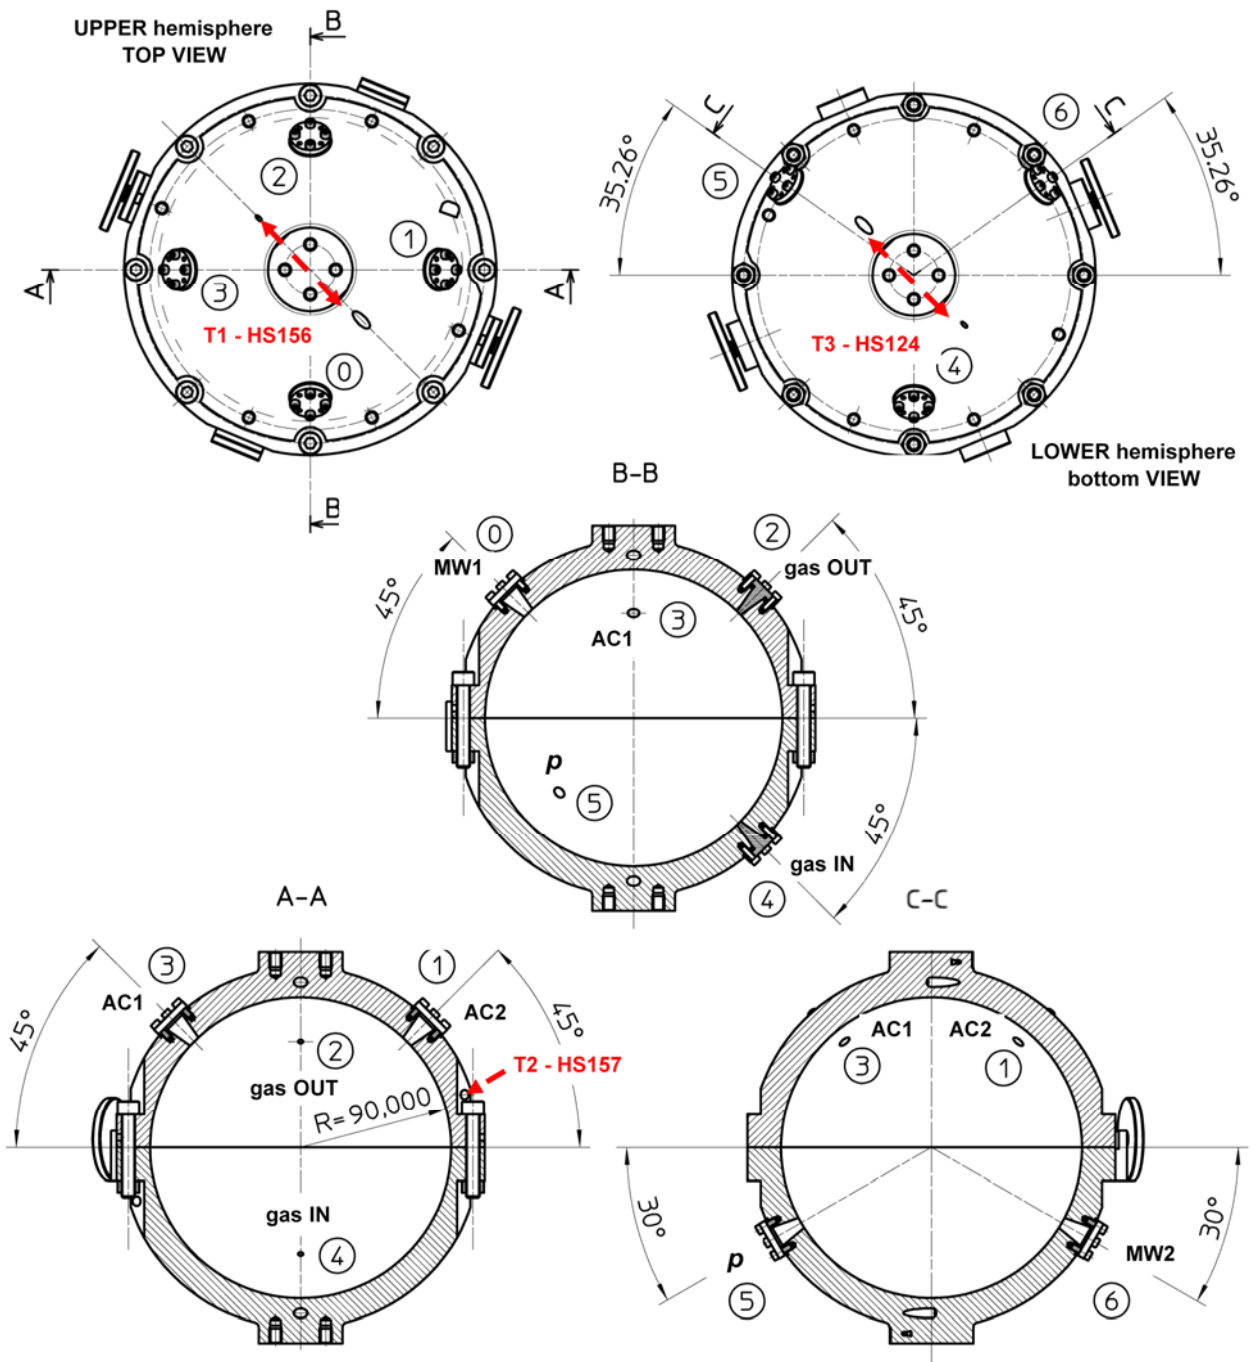 UPPER hemisphere
TOP VIEW
B
B
A
A
2
1
3
0
T1 - HS156
C
C
35.26°
35.26°
5
6
4
T3 - HS124
LOWER hemisphere
bottom VIEW
B-B
0
MW1
2
gas OUT
45°
45°
3
AC1
p
5
45°
gas IN
4
A-A
3
AC1
1
AC2
45°
45°
2
gas OUT
T2 - HS157
R=90,000
gas IN
4
C-C
AC1
AC2
3
1
30°
30°
p
5
MW2
6